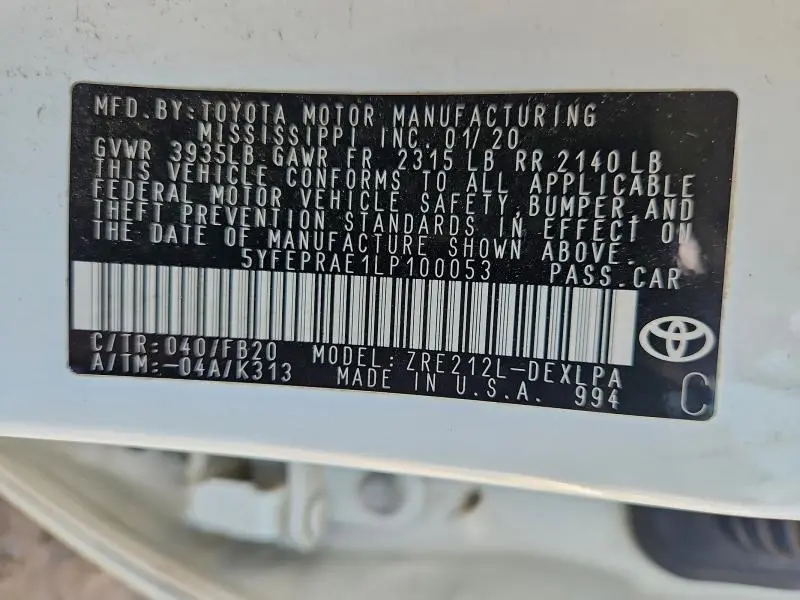 MFD. BY: TOYOTA MOTOR MANUFACTURING
MISSISSIPPI INC. 01/20
GVWR 3935LB GAWR FR 2315 LB RR 2140 LB
THIS VEHICLE CONFORMS TO ALL APPLICABLE
FEDERAL MOTOR VEHICLE SAFETY, BUMPER, AND
THEFT PREVENTION STANDARDS IN EFFECT ON
THE DATE OF MANUFACTURE SHOWN ABOVE.
5YFEPRAE1LP100053 PASS. CAR
C/TR: 040/FB20 MODEL: ZRE212L-DEXLPA
A/TM: -04A/K313 MADE IN U.S.A. 994 C